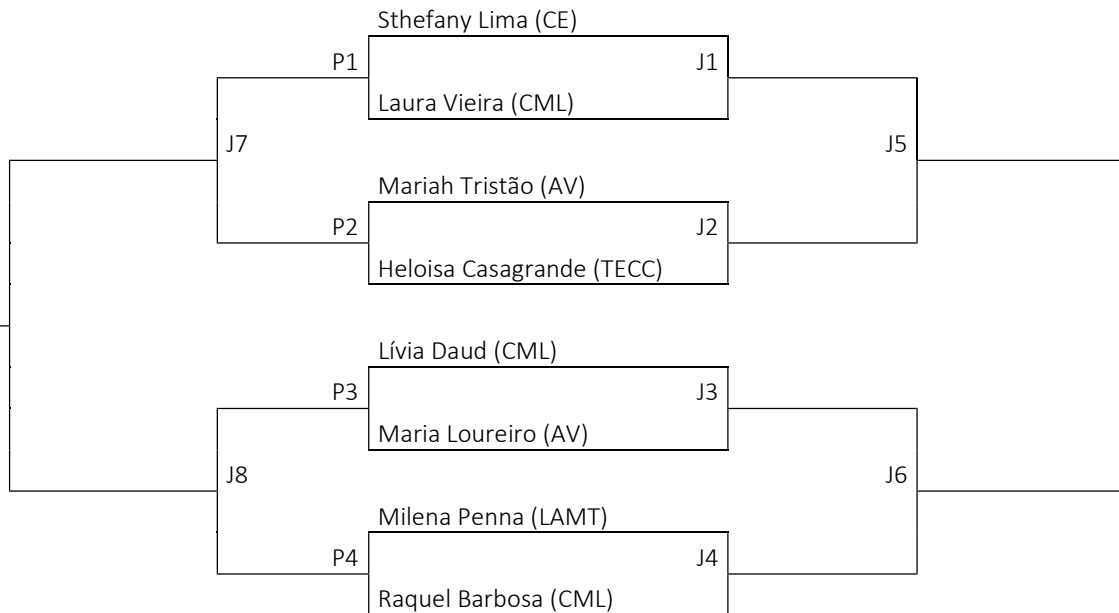 Sthefany Lima (CE)
P1 J1
Laura Vieira (CML)
J7 J5
Mariah Tristão (AV)
P2 J2
Heloisa Casagrande (TECC)
Lívia Daud (CML)
P3 J3
Maria Loureiro (AV)
J8 J6
Milena Penna (LAMT)
P4 J4
Raquel Barbosa (CML)